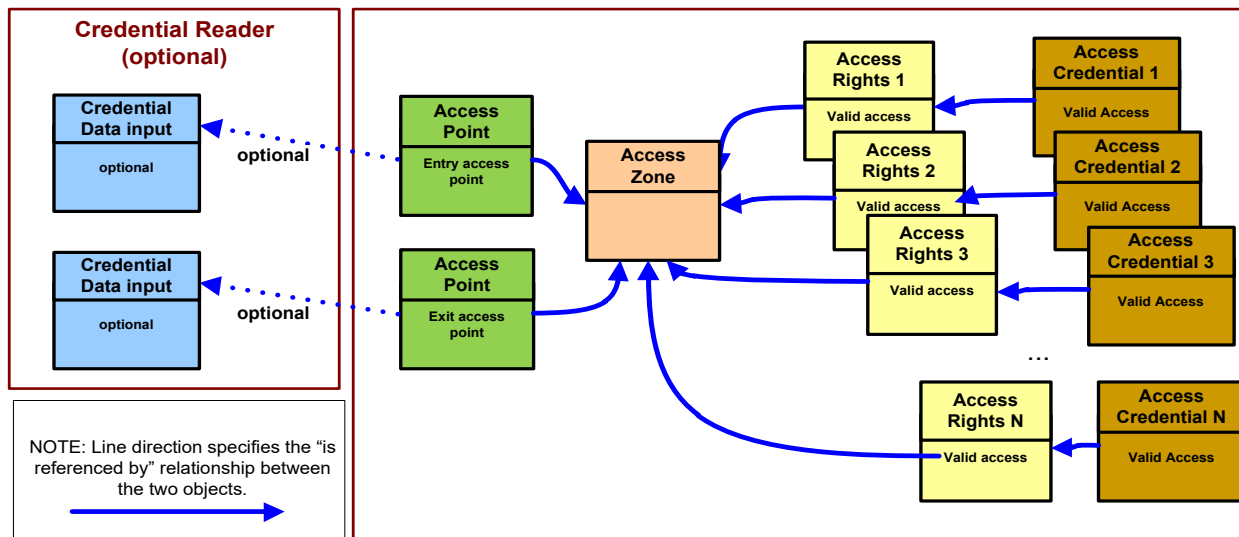 Credential Reader
(optional)
Credential
Data input
optional
optional
Credential
Data input
optional
optional
NOTE: Line direction specifies the “is
referenced by” relationship between
the two objects.
Access
Point
Entry access
point
Access
Point
Exit access
point
Access
Zone
Access
Rights 1
Valid access
Access
Rights 2
Valid access
Access
Rights 3
Valid access
...
Access
Rights N
Valid access
Access
Credential 1
Valid Access
Access
Credential 2
Valid Access
Access
Credential 3
Valid Access
Access
Credential N
Valid Access